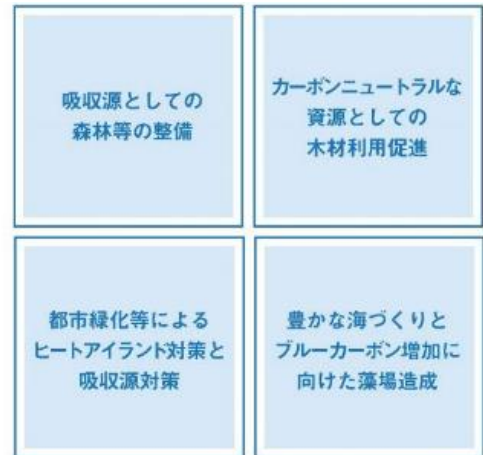 吸収源としての
森林等の整備
カーボンニュートラルな
資源としての
木材利用促進
都市緑化等による
ヒートアイランド対策と
吸収源対策
豊かな海づくりと
ブルーカーボン増加に
向けた藻場造成